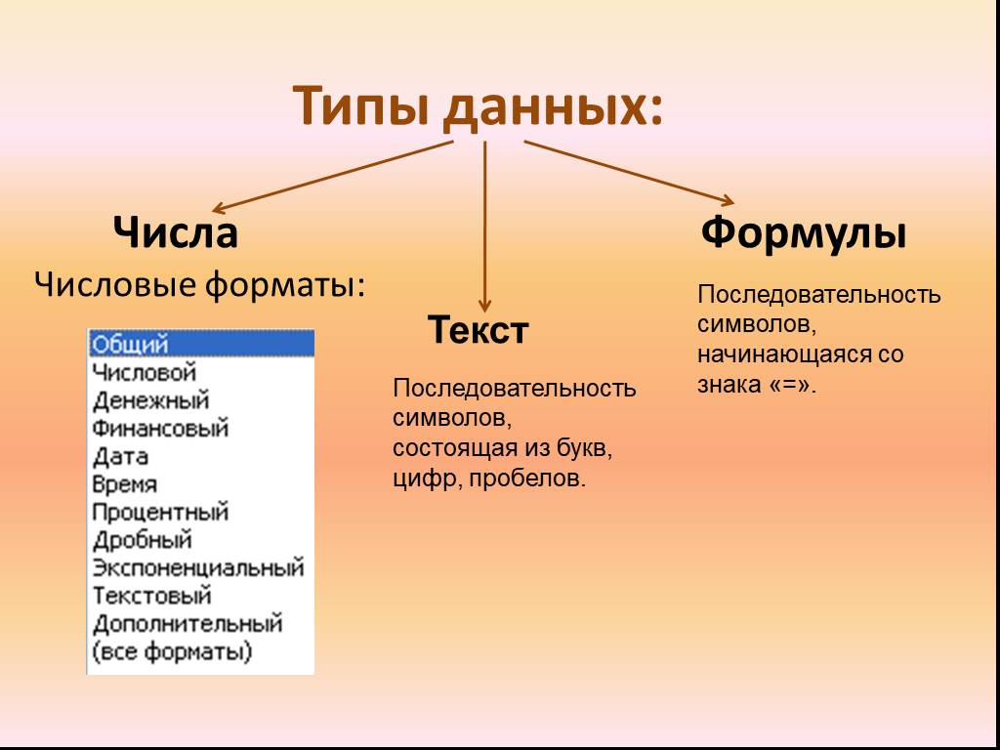 Типы данных:
Числа
Числовые форматы:
Общий
Числовой
Денежный
Финансовый
Дата
Время
Процентный
Дробный
Экспоненциальный
Текстовый
Дополнительный
(все форматы)
Текст
Последовательность
символов,
состоящая из букв,
цифр, пробелов.
Формулы
Последовательность
символов,
начинающаяся со
знака «=».